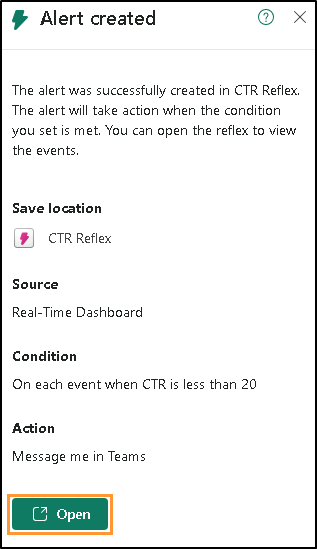 Alert created
The alert was successfully created in CTR Reflex.
The alert will take action when the condition
you set is met. You can open the reflex to view
the events.
Save location
CTR Reflex
Source
Real-Time Dashboard
Condition
On each event when CTR is less than 20
Action
Message me in Teams
Open